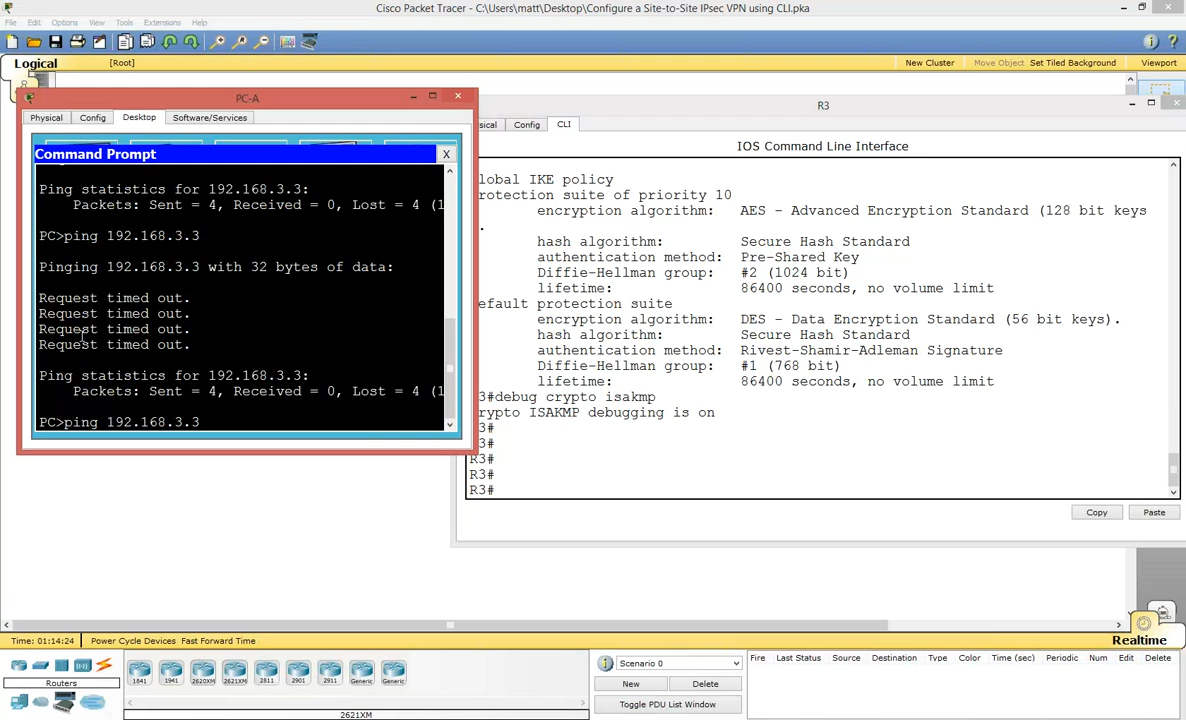 Cisco Packet Tracer - C:\Users\matt\Desktop\Configure a Site-to-Site IPsec VPN using CLI.pka
File Edit Options View Tools Extensions Help
Logical [Root] New Cluster Move Object Set Tiled Background Viewport
PC-A
Physical Config Desktop Software/Services
Command Prompt X
Ping statistics for 192.168.3.3:
Packets: Sent = 4, Received = 0, Lost = 4 (1
PC>ping 192.168.3.3
Pinging 192.168.3.3 with 32 bytes of data:
Request timed out.
Request timed out.
Request timed out.
Request timed out.
Ping statistics for 192.168.3.3:
Packets: Sent = 4, Received = 0, Lost = 4 (1
PC>ping 192.168.3.3
R3
sical Config CLI
IOS Command Line Interface
lobal IKE policy
rotection suite of priority 10
encryption algorithm: AES - Advanced Encryption Standard (128 bit keys
.
hash algorithm: Secure Hash Standard
authentication method: Pre-Shared Key
Diffie-Hellman group: #2 (1024 bit)
lifetime: 86400 seconds, no volume limit
efault protection suite
encryption algorithm: DES - Data Encryption Standard (56 bit keys).
hash algorithm: Secure Hash Standard
authentication method: Rivest-Shamir-Adleman Signature
Diffie-Hellman group: #1 (768 bit)
lifetime: 86400 seconds, no volume limit
3#debug crypto isakmp
rypto ISAKMP debugging is on
3#
3#
R3#
R3#
R3#
Copy Paste
Time: 01:14:24 Power Cycle Devices Fast Forward Time
Realtime
Routers
1841 1941 2620XM 2621XM 2811 2901 2911 Generic Generic
2621XM
Scenario 0
New Delete
Toggle PDU List Window
Fire Last Status Source Destination Type Color Time (sec) Periodic Num Edit Delete